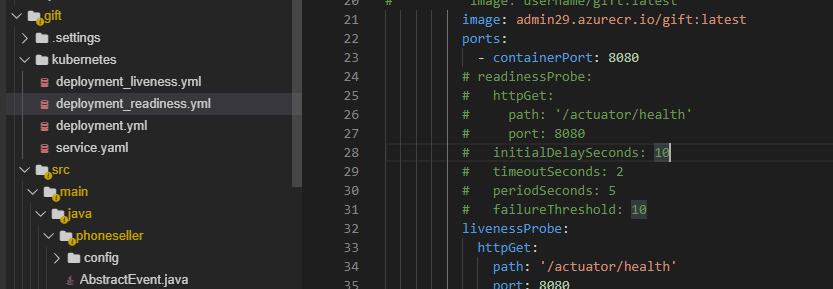 gift
.settings
kubernetes
deployment_liveness.yml
deployment_readiness.yml
deployment.yml
service.yaml
src
main
java
phoneseller
config
AbstractEvent.java
20 # image: username/gift:latest
21 image: admin29.azurecr.io/gift:latest
22 ports:
23 - containerPort: 8080
24 # readinessProbe:
25 # httpGet:
26 # path: '/actuator/health'
27 # port: 8080
28 # initialDelaySeconds: 10
29 # timeoutSeconds: 2
30 # periodSeconds: 5
31 # failureThreshold: 10
32 livenessProbe:
33 httpGet:
34 path: '/actuator/health'
35 port: 8080